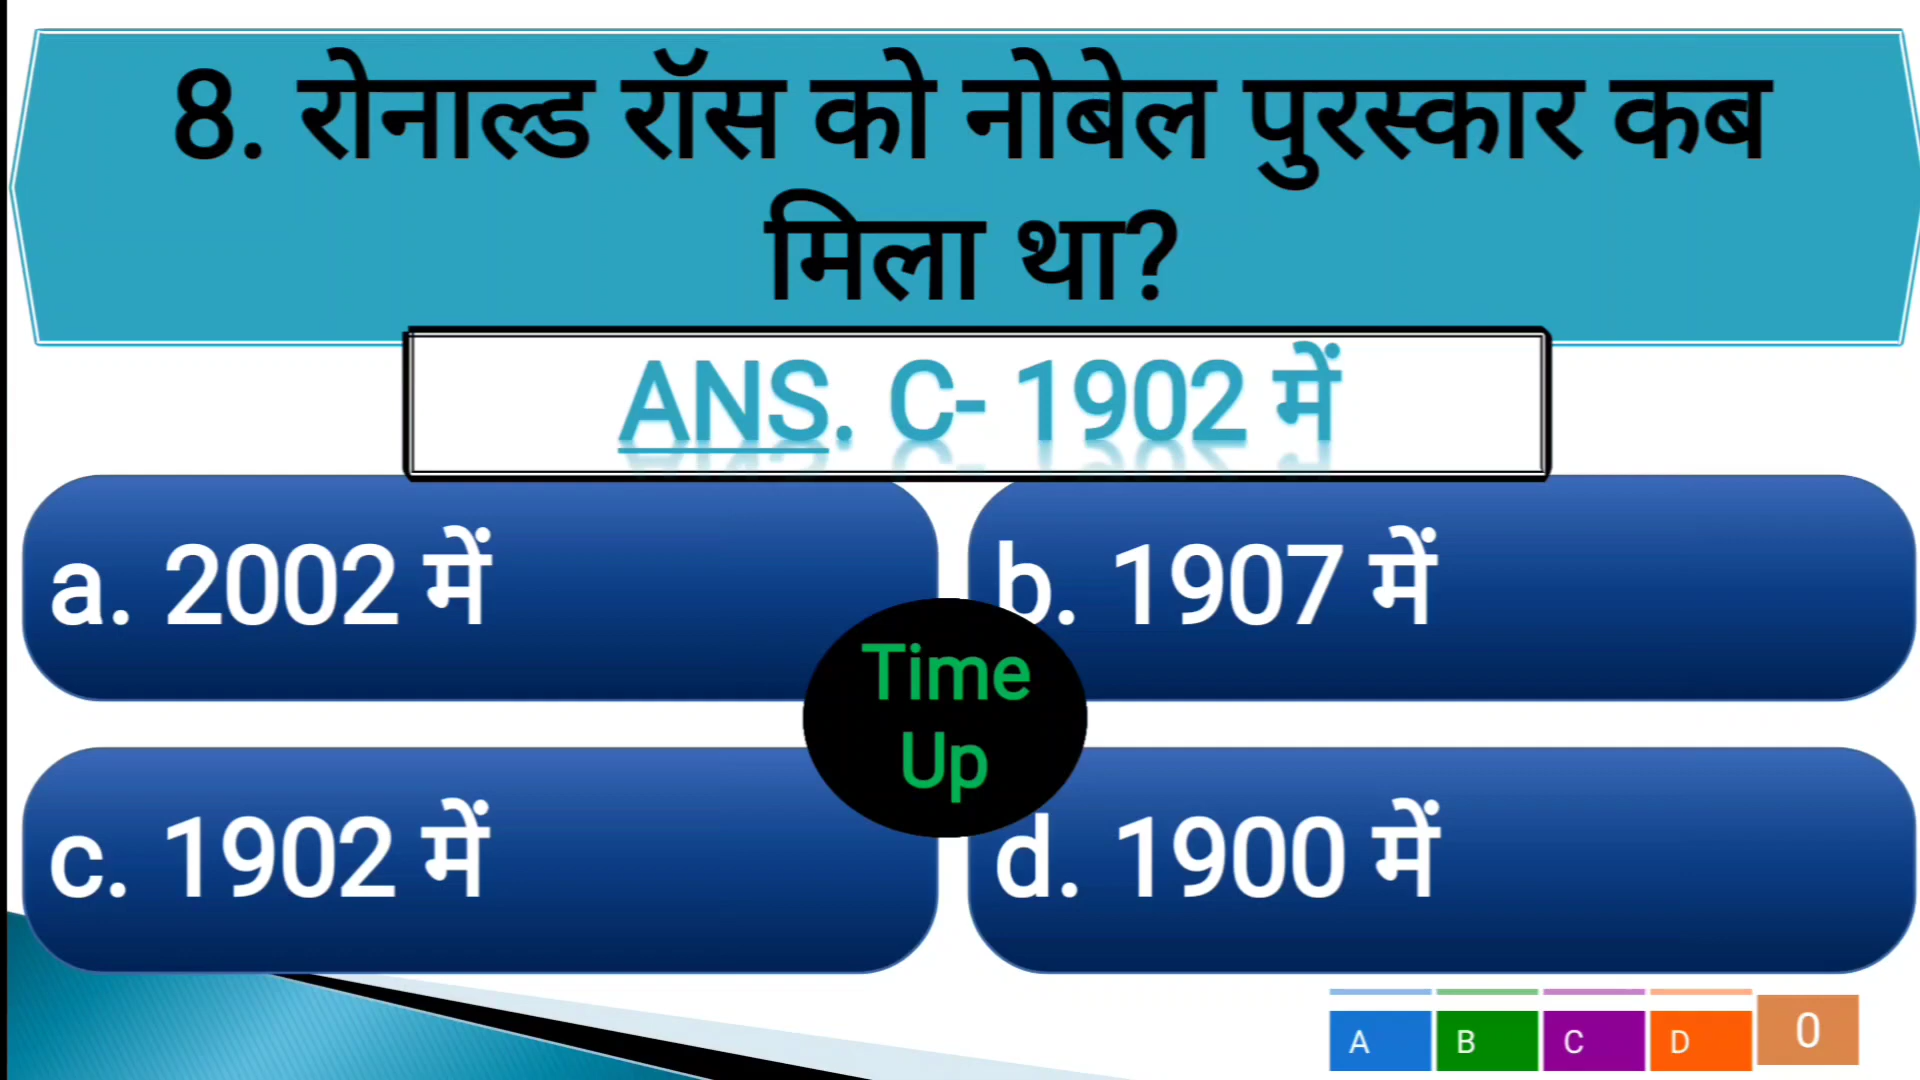 8. रोनाल्ड रॉस को नोबेल पुरस्कार कब
मिला था?
ANS. C- 1902 में
a. 2002 में
b. 1907 में
Time
Up
c. 1902 में
d. 1900 में
A B C D 0